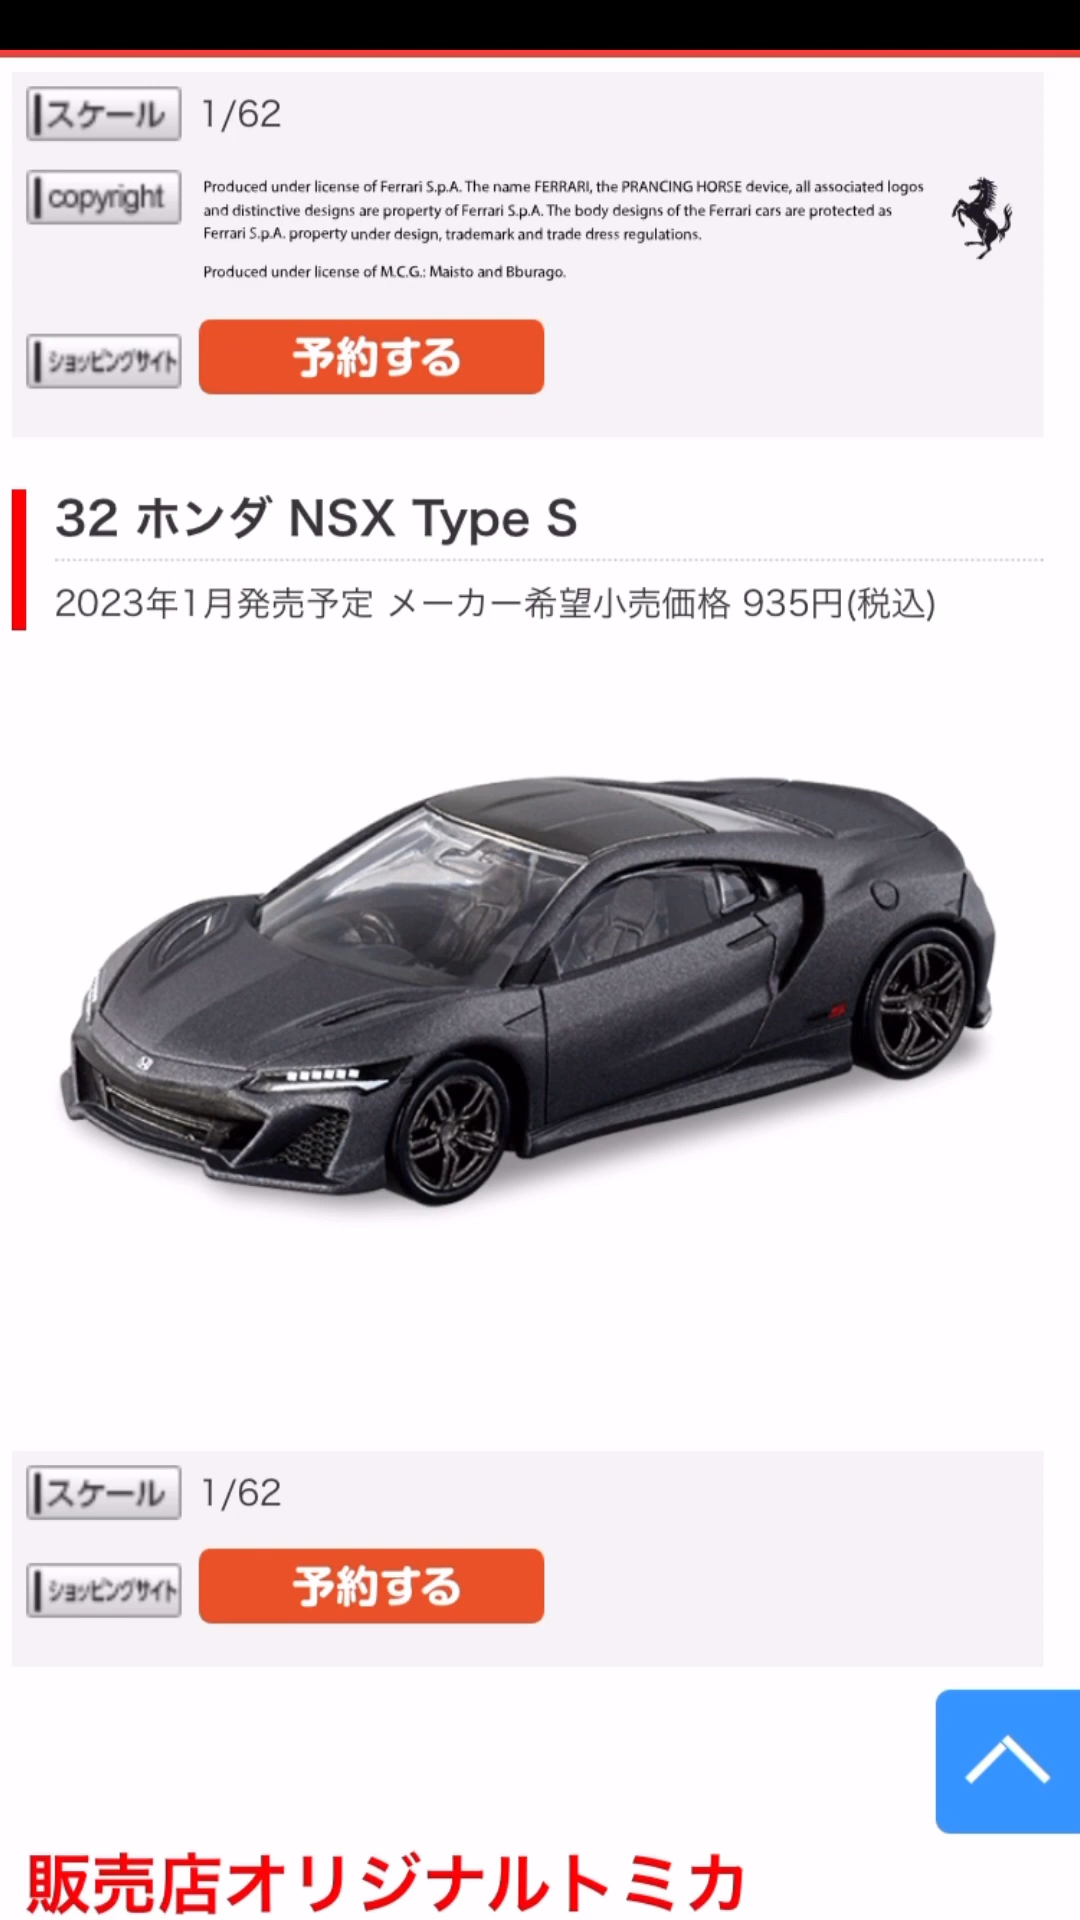 スケール 1/62
copyright Produced under license of Ferrari S.p.A. The name FERRARI, the PRANCING HORSE device, all associated logos
and distinctive designs are property of Ferrari S.p.A. The body designs of the Ferrari cars are protected as
Ferrari S.p.A. property under design, trademark and trade dress regulations.
Produced under license of M.C.G.: Maisto and Bburago.
ショッピングサイト 予約する
32 ホンダ NSX Type S
2023年1月発売予定 メーカー希望小売価格 935円(税込)
スケール 1/62
ショッピングサイト 予約する
販売店オリジナルトミカ